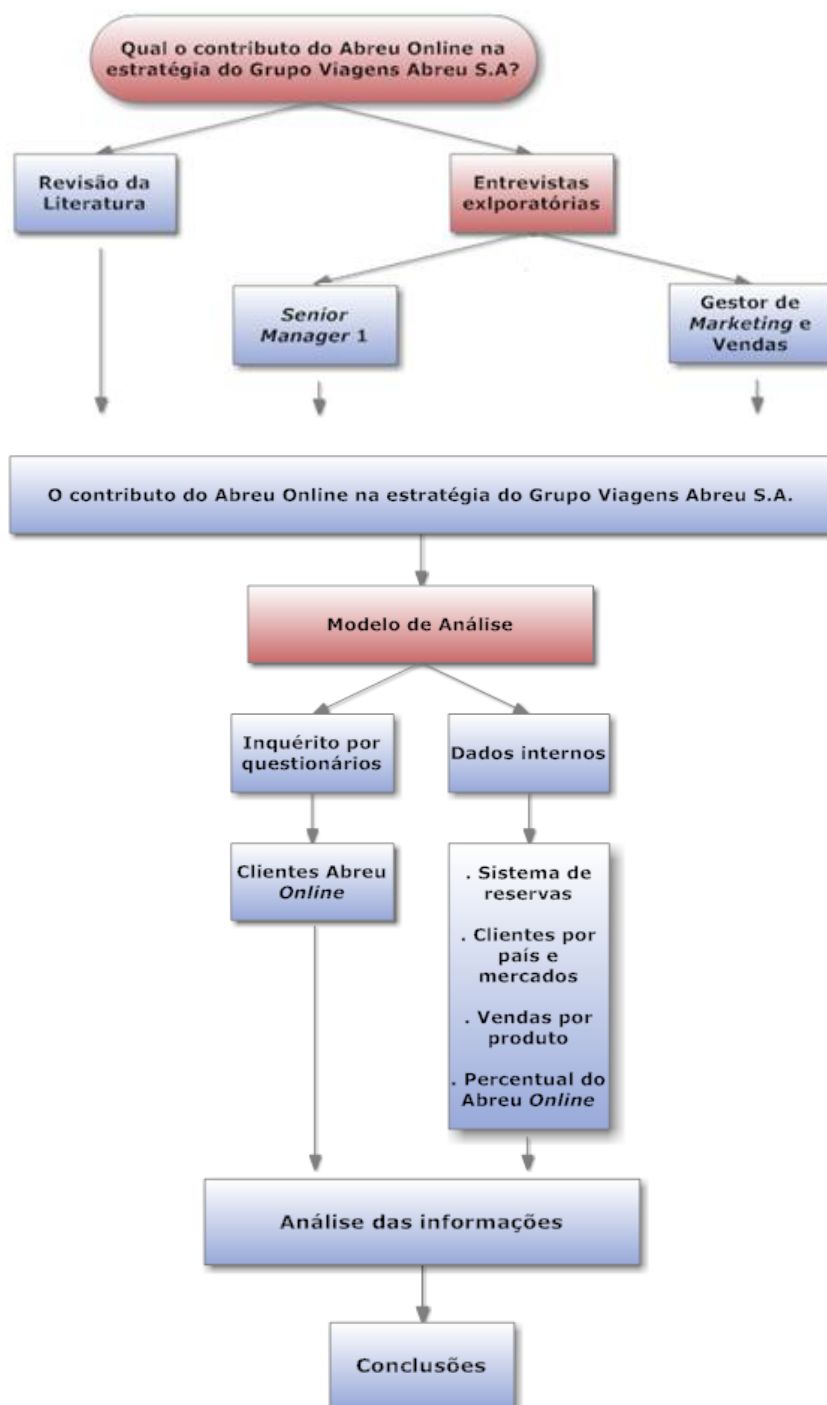 Qual o contributo do Abreu Online na
estratégia do Grupo Viagens Abreu S.A?
Revisão da
Literatura
Entrevistas
exlporatórias
Senior
Manager 1
Gestor de
Marketing e
Vendas
O contributo do Abreu Online na estratégia do Grupo Viagens Abreu S.A.
Modelo de Análise
Inquérito por
questionários
Dados internos
Clientes Abreu
Online
. Sistema de
reservas
. Clientes por
país e
mercados
. Vendas por
produto
. Percentual do
Abreu Online
Análise das informações
Conclusões